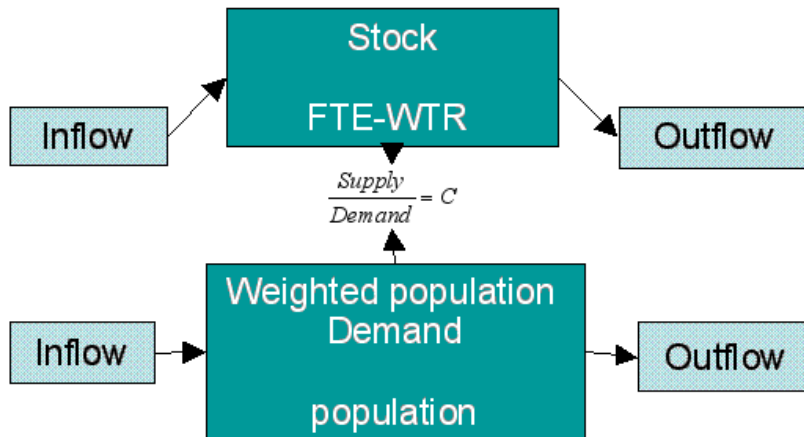 Stock
FTE-WTR
Inflow
Outflow
Supply
Demand
= C
Weighted population
Demand
population
Inflow
Outflow